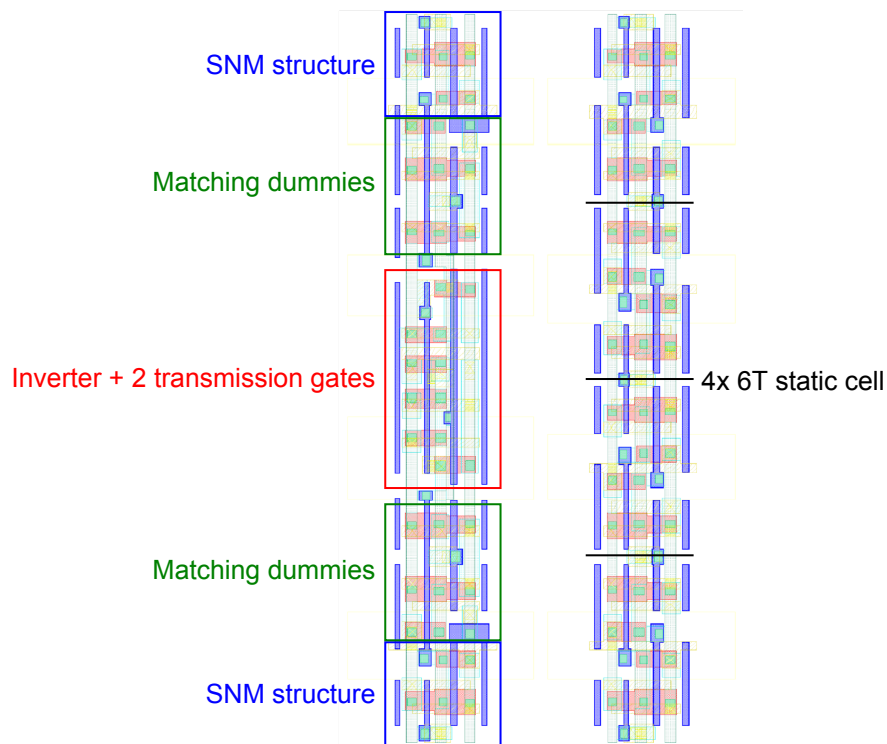 SNM structure
Matching dummies
Inverter + 2 transmission gates
4x 6T static cell
Matching dummies
SNM structure